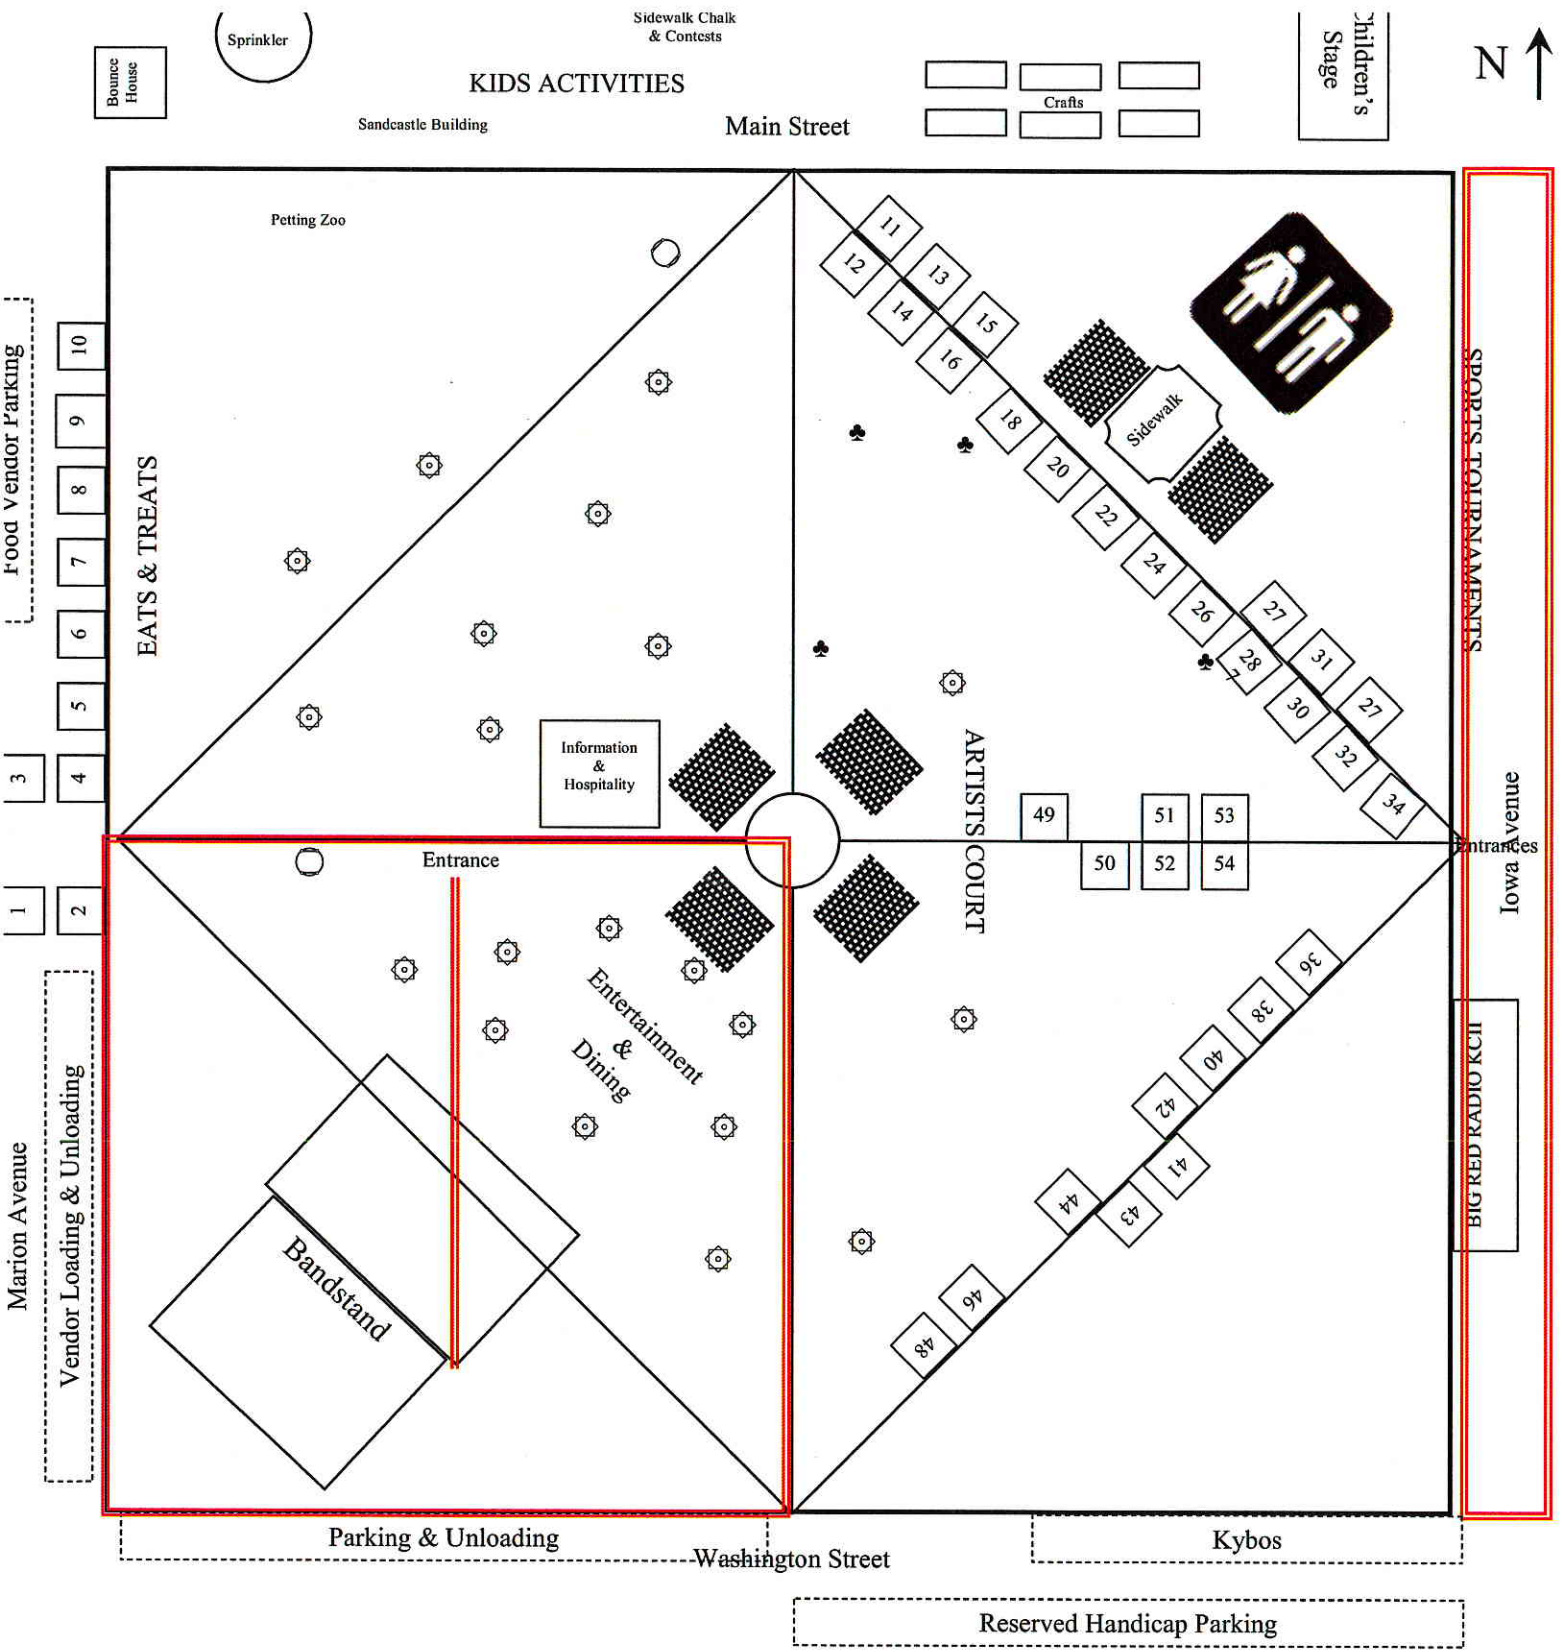 Sidewalk Chalk
& Contests
Sprinkler
Bounce
House
KIDS ACTIVITIES
Sandcastle Building
Main Street
Crafts
Children's
Stage
N
Petting Zoo
11
12
13
14
15
16
18
20
22
24
26
27
28
7
31
30
27
32
34
Sidewalk
SPORTS TOURNAMENTS
Food Vendor Parking
10
9
8
7
6
5
4
3
EATS & TREATS
Information
&
Hospitality
ARTISTS COURT
49
51
53
50
52
54
Entrances
Iowa Avenue
Entrance
1
2
Entertainment
&
Dining
36
38
40
42
41
44
43
46
48
BIG RED RADIO KCII
Marion Avenue
Vendor Loading & Unloading
Bandstand
Parking & Unloading
Washington Street
Kybos
Reserved Handicap Parking